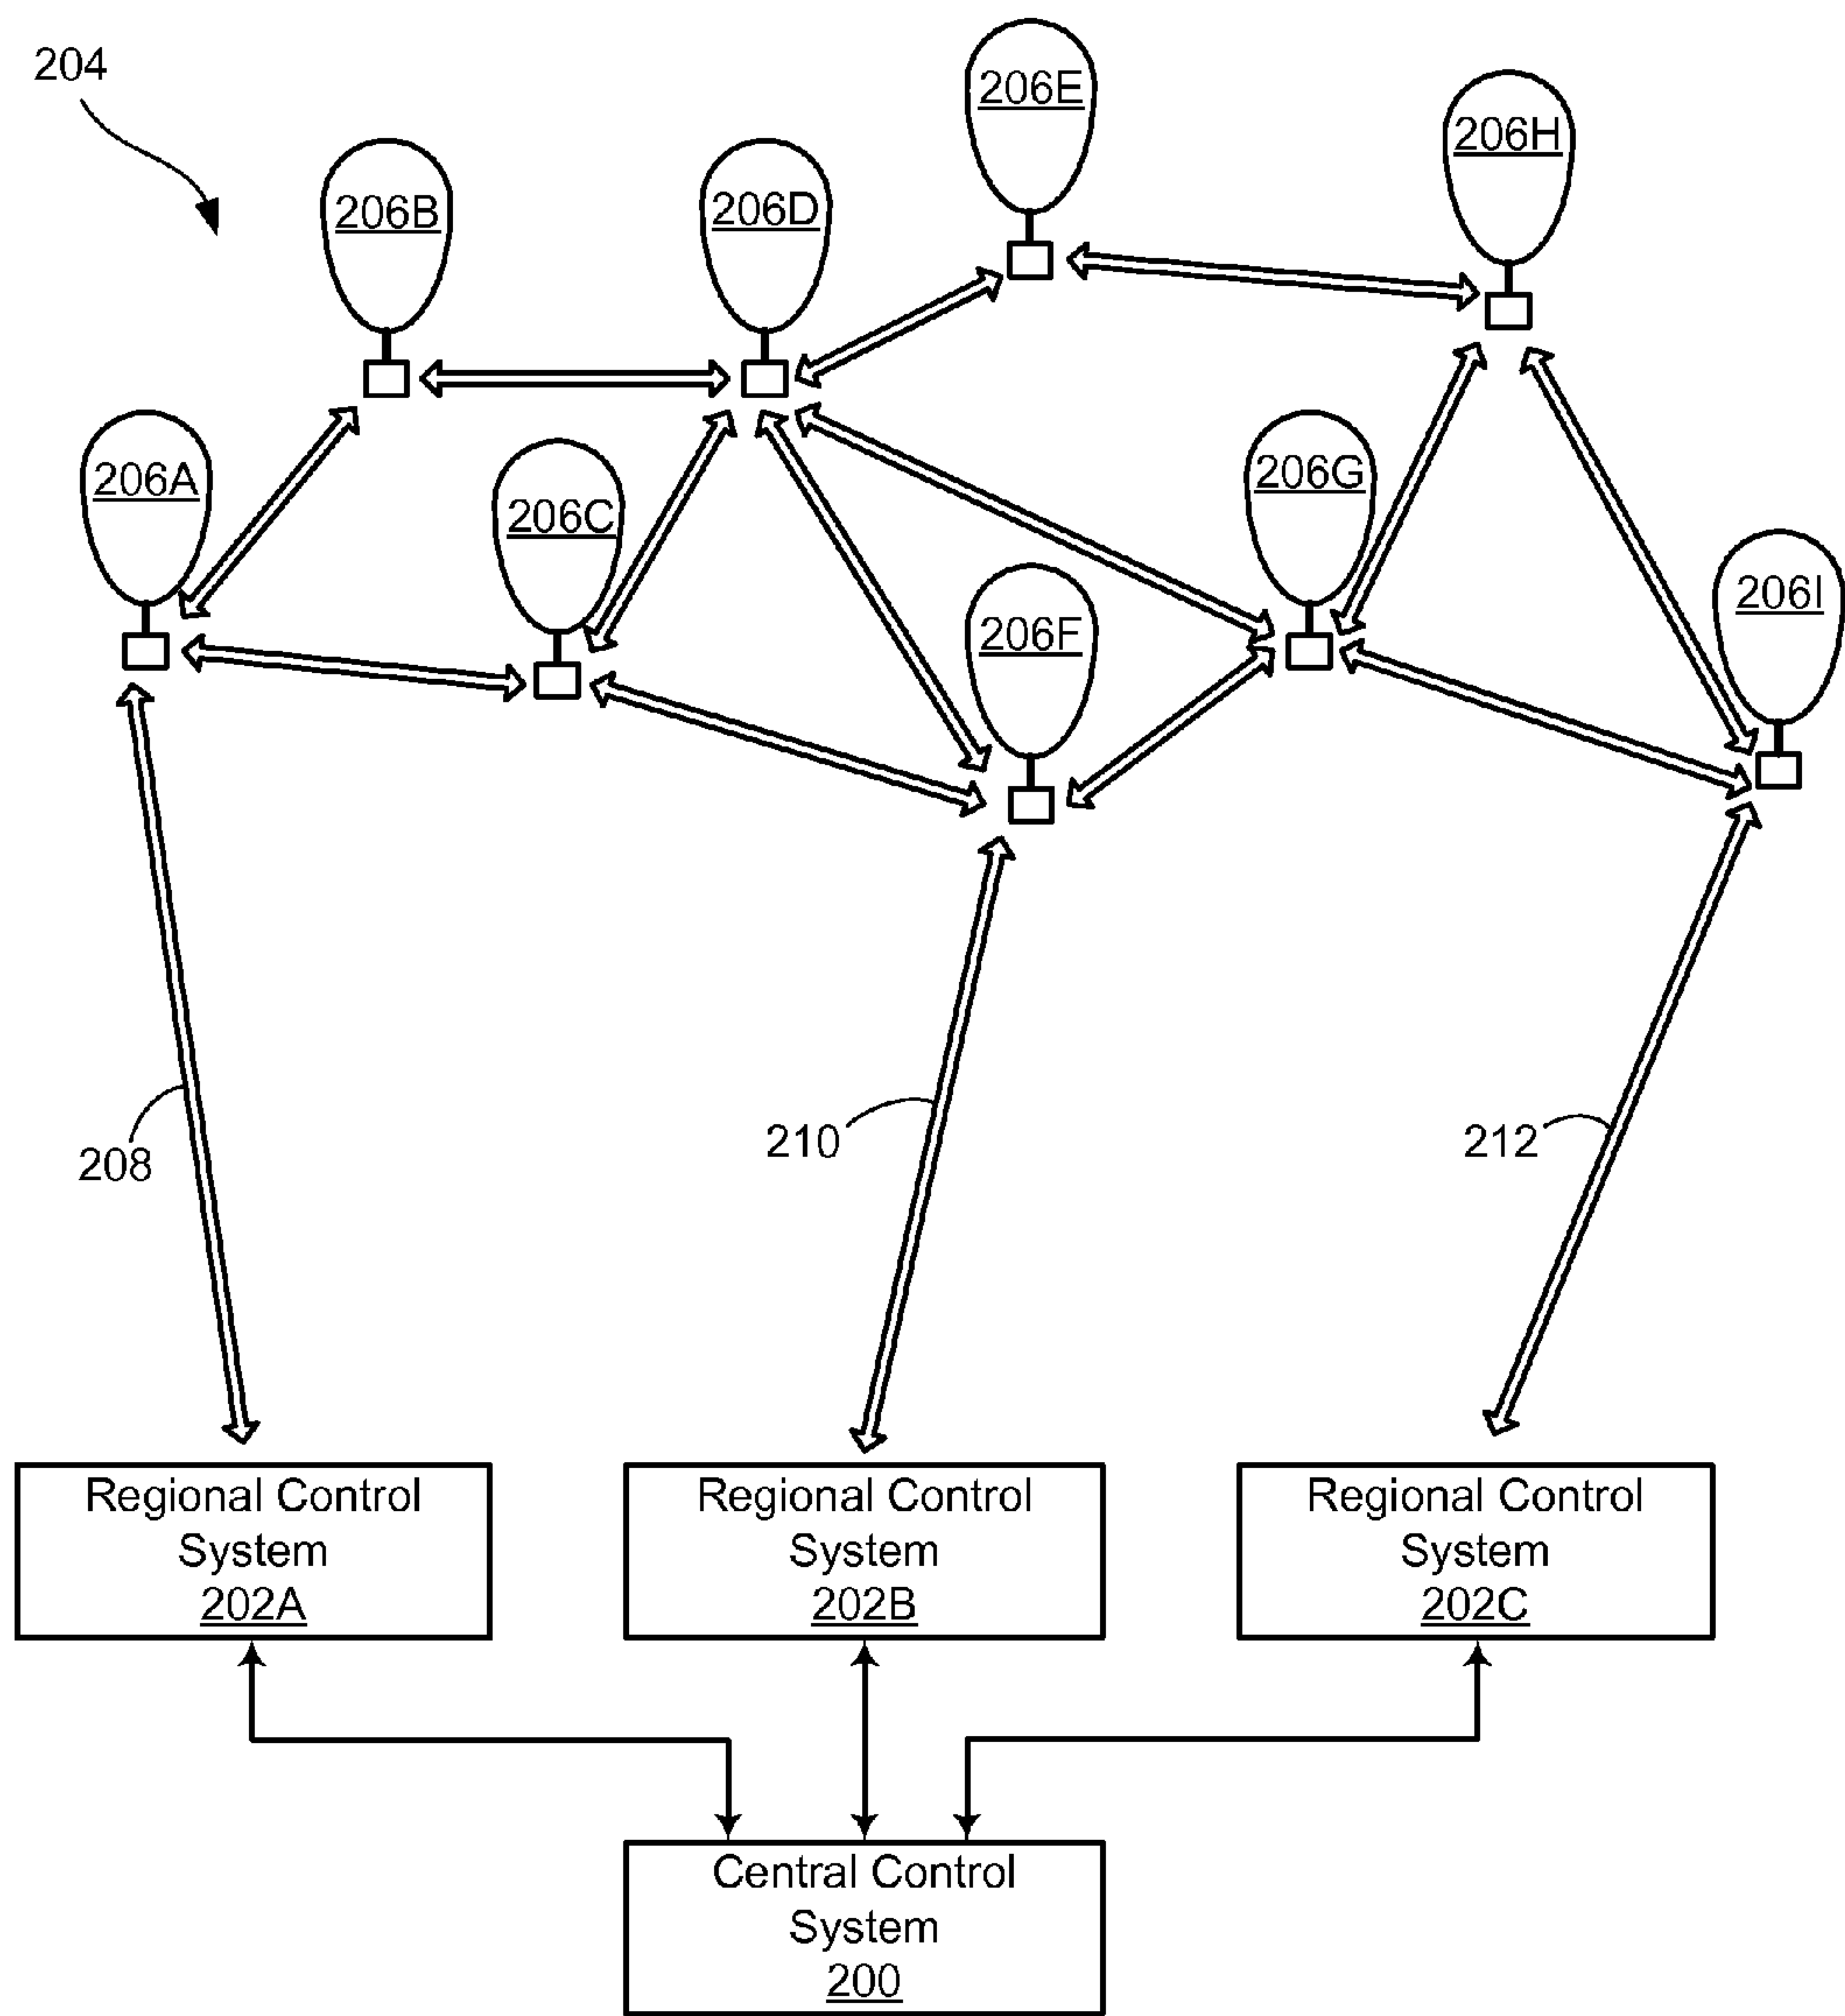 204
206E
206H
206B
206D
206A
206C
206G
206I
206F
208
210
212
Regional Control
System
202A
Regional Control
System
202B
Regional Control
System
202C
Central Control
System
200